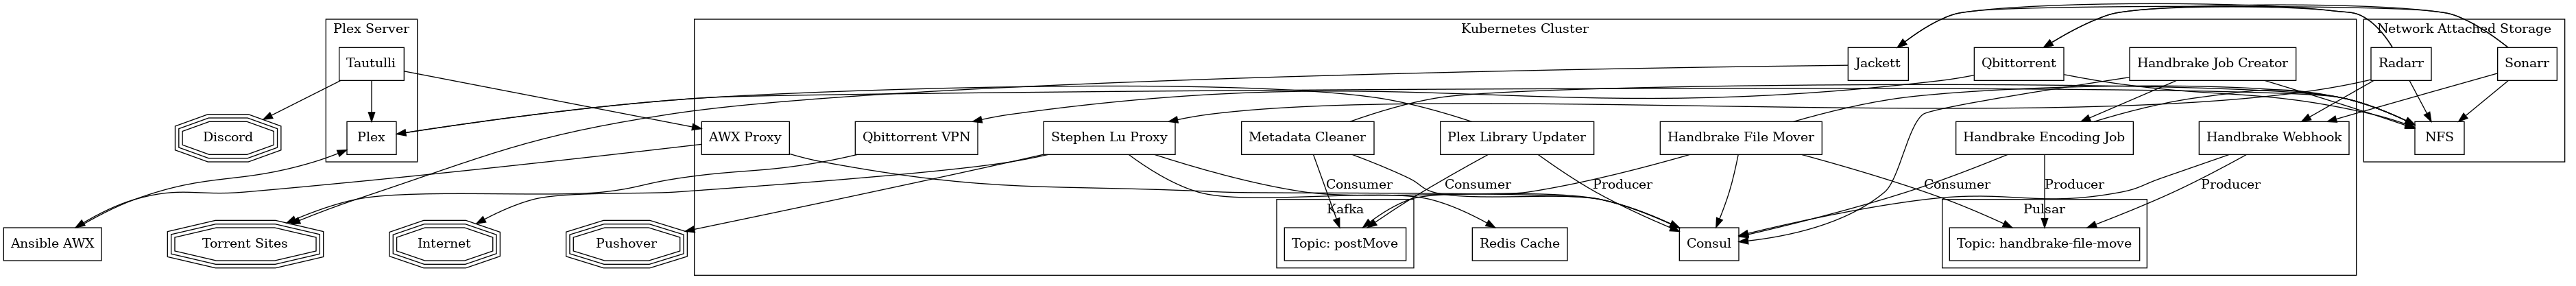 Plex Server
Kubernetes Cluster
Network Attached Storage
Tautulli
Jackett
Qbittorrent
Handbrake Job Creator
Radarr
Sonarr
Discord
Plex
AWX Proxy
Qbittorrent VPN
Stephen Lu Proxy
Metadata Cleaner
Plex Library Updater
Handbrake File Mover
Handbrake Encoding Job
Handbrake Webhook
NFS
Consumer
Consumer
Producer
Consumer
Producer
Producer
Kafka
Pulsar
Ansible AWX
Torrent Sites
Internet
Pushover
Topic: postMove
Redis Cache
Consul
Topic: handbrake-file-move